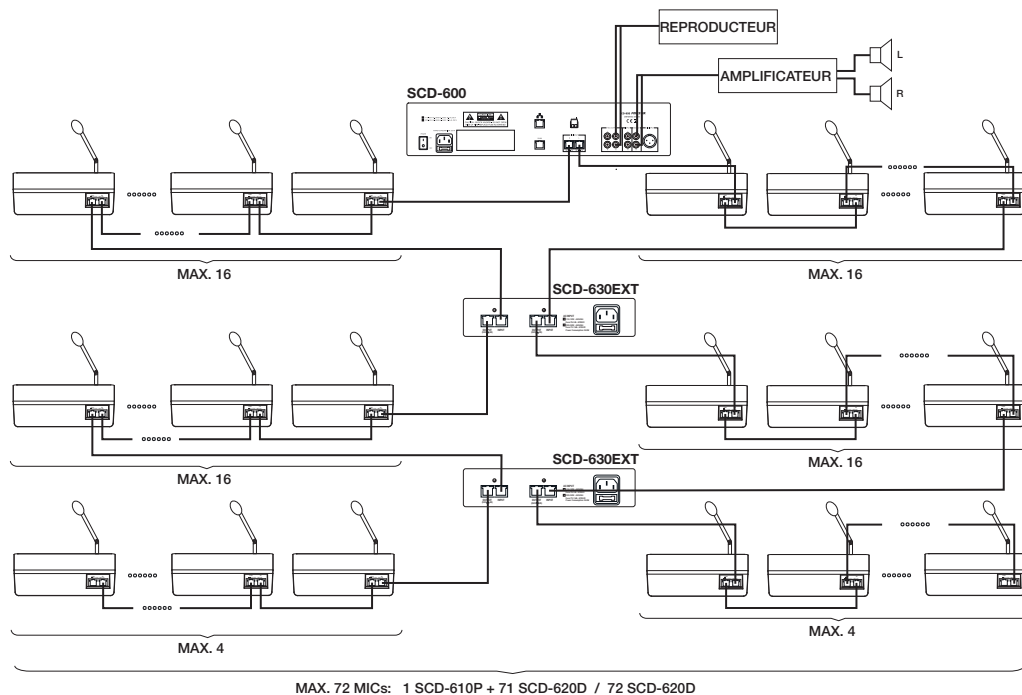 REPRODUCTEUR
AMPLIFICATEUR
L
R
SCD-600
MAX. 16
MAX. 16
SCD-630EXT
MAX. 16
MAX. 16
SCD-630EXT
MAX. 4
MAX. 4
MAX. 72 MICs: 1 SCD-610P + 71 SCD-620D / 72 SCD-620D